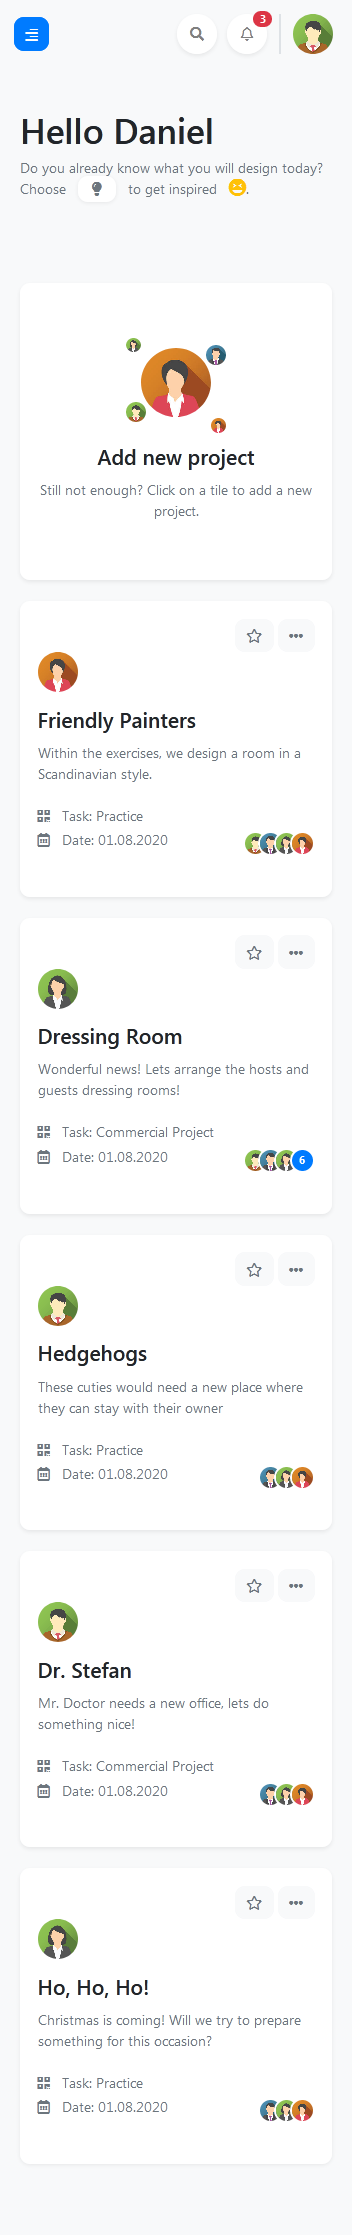 3
Hello Daniel
Do you already know what you will design today?
Choose to get inspired .
Add new project
Still not enough? Click on a tile to add a new
project.
Friendly Painters
Within the exercises, we design a room in a
Scandinavian style.
Task: Practice
Date: 01.08.2020
Dressing Room
Wonderful news! Lets arrange the hosts and
guests dressing rooms!
Task: Commercial Project
Date: 01.08.2020
6
Hedgehogs
These cuties would need a new place where
they can stay with their owner
Task: Practice
Date: 01.08.2020
Dr. Stefan
Mr. Doctor needs a new office, lets do
something nice!
Task: Commercial Project
Date: 01.08.2020
Ho, Ho, Ho!
Christmas is coming! Will we try to prepare
something for this occasion?
Task: Practice
Date: 01.08.2020